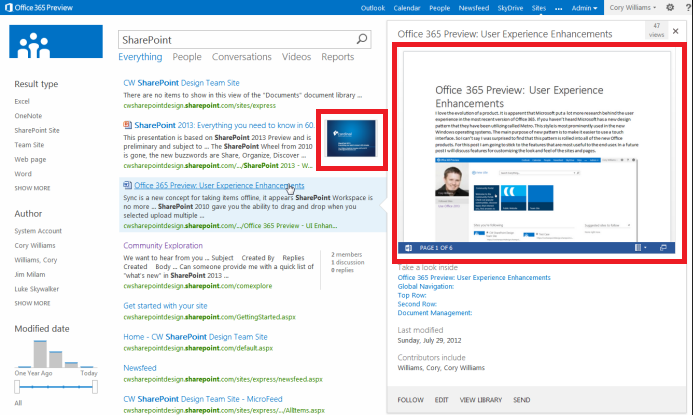 Office 365 Preview
Outlook Calendar People Newsfeed SkyDrive Sites ••• Admin Cory Williams ?
SharePoint
Everything People Conversations Videos Reports
Result type
Excel
OneNote
SharePoint Site
Team Site
Web page
Word
SHOW MORE
Author
System Account
Cory Williams
Williams, Cory
Jim Milam
Luke Skywalker
SHOW MORE
Modified date
One Year Ago Today
All
CW SharePoint Design Team Site
There are no items to show in this view of the "Documents" document library ...
cwsharepointdesign.sharepoint.com/sites/express
SharePoint 2013: Everything you need to know in 60
This presentation is based on SharePoint 2013 Preview and is
preliminary and subject to ... The SharePoint Wheel from 2010
is gone, the new buzzwords are Share, Organize, Discover ...
cwsharepointdesign.sharepoint.com/.../SharePoint 2013 - W...
Office 365 Preview: User Experience Enhancements
Sync is a new concept for taking items offline, it appears SharePoint Workspace is
no more ... SharePoint 2010 gave you the ability to drag and drop when you
selected upload multiple ...
cwsharepointdesign.sharepoint.com/.../Office 365 Preview - UI Enhan...
Community Exploration
We want to hear from you ... Subject Created By Replies
Created Body ... Can someone provide me with a quick list of
"what's new" in SharePoint 2013 ...
cwsharepointdesign.sharepoint.com/comexplore
2 members
1 discussion
0 replies
Get started with your site
cwsharepointdesign.sharepoint.com/GettingStarted.aspx
Home - CW SharePoint Design Team Site
cwsharepointdesign.sharepoint.com/default.aspx
Newsfeed
cwsharepointdesign.sharepoint.com/sites/express/newsfeed.aspx
CW SharePoint Design Team Site - MicroFeed
cwsharepointdesign.sharepoint.com/sites/express/.../AllItems.aspx
Office 365 Preview: User Experience Enhancements
47
views
Office 365 Preview: User Experience
Enhancements
I love the evolution of a product. It is apparent that Microsoft put a lot more research behind the user
experience in the most recent version of Office 365. If you haven't heard Microsoft has a new design
pattern that they have been utilizing called Metro. This style is most prominently used in the new
Windows operating systems. The main purpose of new pattern is to make it easier to use a touch
interface. So I can't say I was surprised to find that this pattern is rolled into all of the new Office
products. For this post I am going to stick to the features that are most useful to the end user. In a future
post I will discuss features for customizing the look and feel of the sites and pages.
PAGE 1 OF 6
Take a look inside
Office 365 Preview: User Experience Enhancements
Global Navigation:
Top Row:
Second Row:
Document Management:
Last modified
Sunday, July 29, 2012
Contributors include
Williams, Cory, Cory Williams
FOLLOW EDIT VIEW LIBRARY SEND